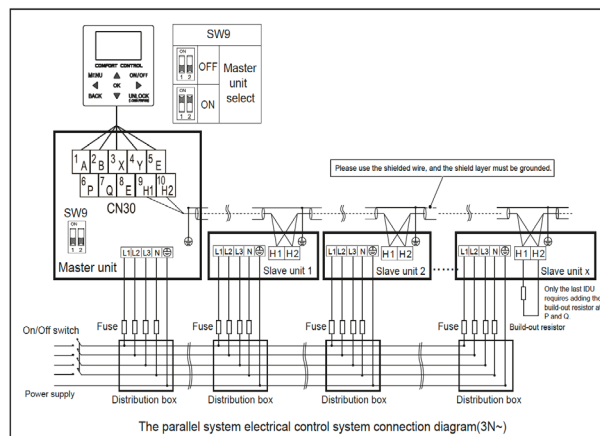 COMFORT CONTROL
MENU ON/OFF
OK
BACK UNLOCK
SW9
ON
1 2
OFF
ON
1 2
ON
Master
unit
select
Please use the shielded wire, and the shield layer must be grounded.
1 A 2 B 3 X 4 Y 5 E
6 P 7 Q 8 E 9 H1 10 H2
CN30
SW9
ON
1 2
Master unit
L1 L2 L3 N
H1 H2
Slave unit 1
L1 L2 L3 N
H1 H2
Slave unit 2
L1 L2 L3 N
H1 H2
Slave unit x
L1 L2 L3 N
Only the last IDU
requires adding the
build-out resistor at
P and Q
Build-out resistor
On/Off switch
Fuse
Fuse
Fuse
Fuse
Power supply
Distribution box
Distribution box
Distribution box
Distribution box
The parallel system electrical control system connection diagram(3N~)